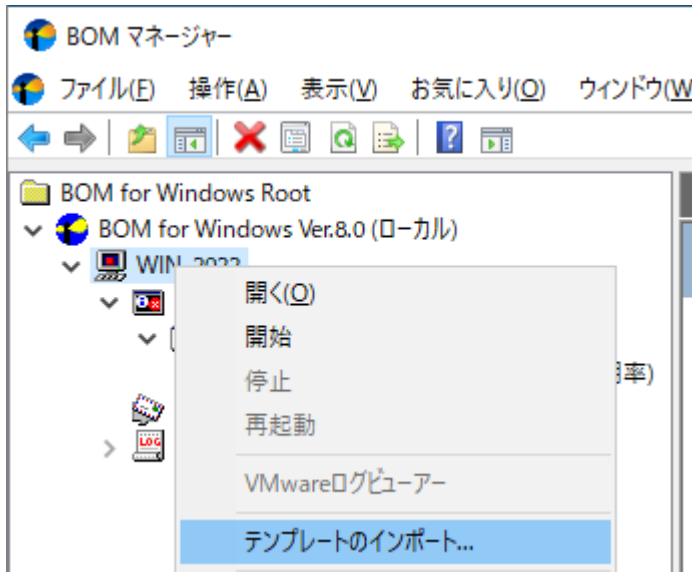 BOM マネージャー
ファイル(F) 操作(A) 表示(V) お気に入り(O) ウィンドウ(W
BOM for Windows Root
BOM for Windows Ver.8.0 (ローカル)
WIN-2022
開く(O)
開始
停止
用率)
再起動
LOG
VMwareログビューアー
テンプレートのインポート...